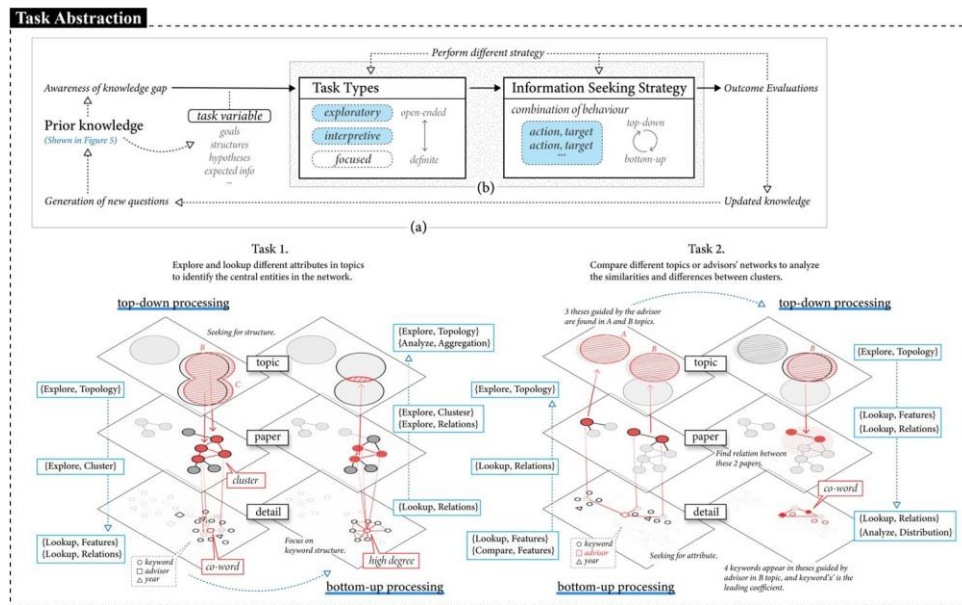 Task Abstraction
Perform different strategy
Awareness of knowledge gap
Task Types
Information Seeking Strategy
Outcome Evaluations
Prior knowledge
(Shown in Figure 5)
task variable
goals
structures
hypotheses
expected info
...
exploratory
interpretive
focused
open-ended
definite
combination of behaviour
action, target
action, target
...
top-down
bottom-up
(b)
Generation of new questions
Updated knowledge
(a)
Task 1.
Explore and lookup different attributes in topics
to identify the central entities in the network.
top-down processing
Seeking for structure.
B
C
topic
{Explore, Topology}
{Analyze, Aggregation}
{Explore, Topology}
paper
{Explore, Clusetsr}
{Explore, Relations}
{Explore, Cluster}
cluster
detail
{Lookup, Relations}
{Lookup, Features}
{Lookup, Relations}
Focus on
keyword structure.
keyword
advisor
year
co-word
high degree
bottom-up processing
Task 2.
Compare different topics or advisors' networks to analyze
the similarities and differences between clusters.
3 theses guided by the advisor
are found in A and B topics.
top-down processing
A
B
B
topic
{Explore, Topology}
{Explore, Topology}
{Lookup, Features}
{Lookup, Relations}
paper
Find relation between
these 2 papers.
{Lookup, Relations}
co-word
detail
{Lookup, Features}
{Compare, Features}
{Lookup, Relations}
{Analyze, Distribution}
keyword
advisor
year
Seeking for attribute.
bottom-up processing
4 keywords appear in theses guided by
advisor in B topic, and keyword'x' is the
leading coefficient.